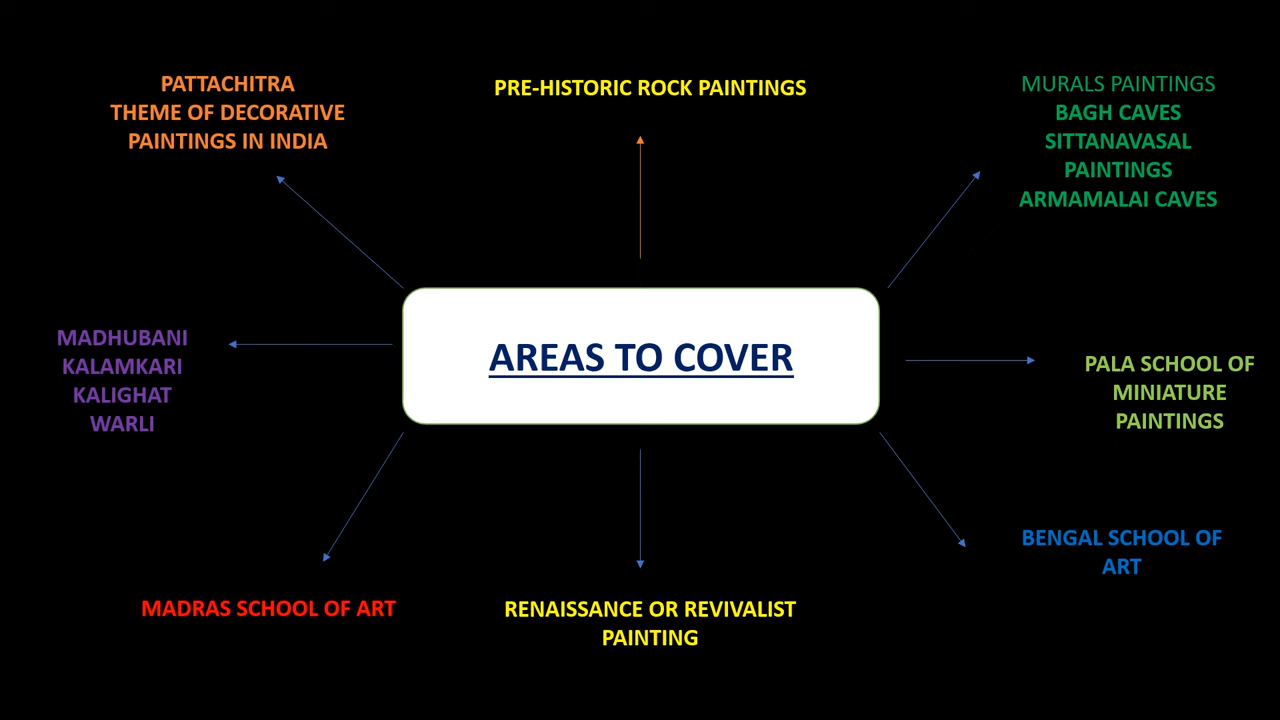 PATTACHITRA
THEME OF DECORATIVE
PAINTINGS IN INDIA
PRE-HISTORIC ROCK PAINTINGS
MURALS PAINTINGS
BAGH CAVES
SITTANAVASAL
PAINTINGS
ARMAMALAI CAVES
MADHUBANI
KALAMKARI
KALIGHAT
WARLI
AREAS TO COVER
PALA SCHOOL OF
MINIATURE
PAINTINGS
BENGAL SCHOOL OF
ART
MADRAS SCHOOL OF ART
RENAISSANCE OR REVIVALIST
PAINTING